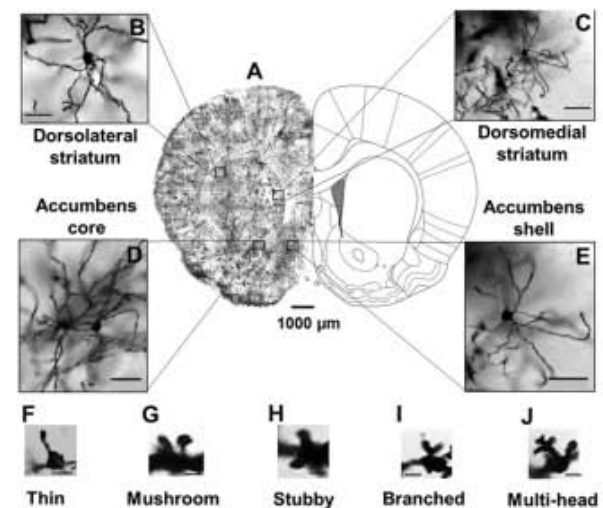 B
C
A
Dorsolateral
striatum
Dorsomedial
striatum
Accumbens
core
Accumbens
shell
D
E
1000 µm
F
G
H
I
J
Thin
Mushroom
Stubby
Branched
Multi-head